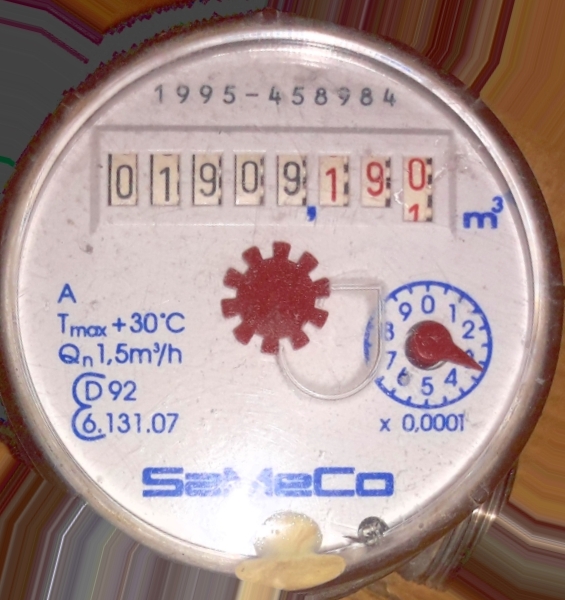 1995-458984
01909,190 m³
A
Tmax +30°C
Qn 1,5m³/h
D 92
6.131.07
0 1 2 3 4 5 6 7 8 9
x 0,0001
SaMeCo